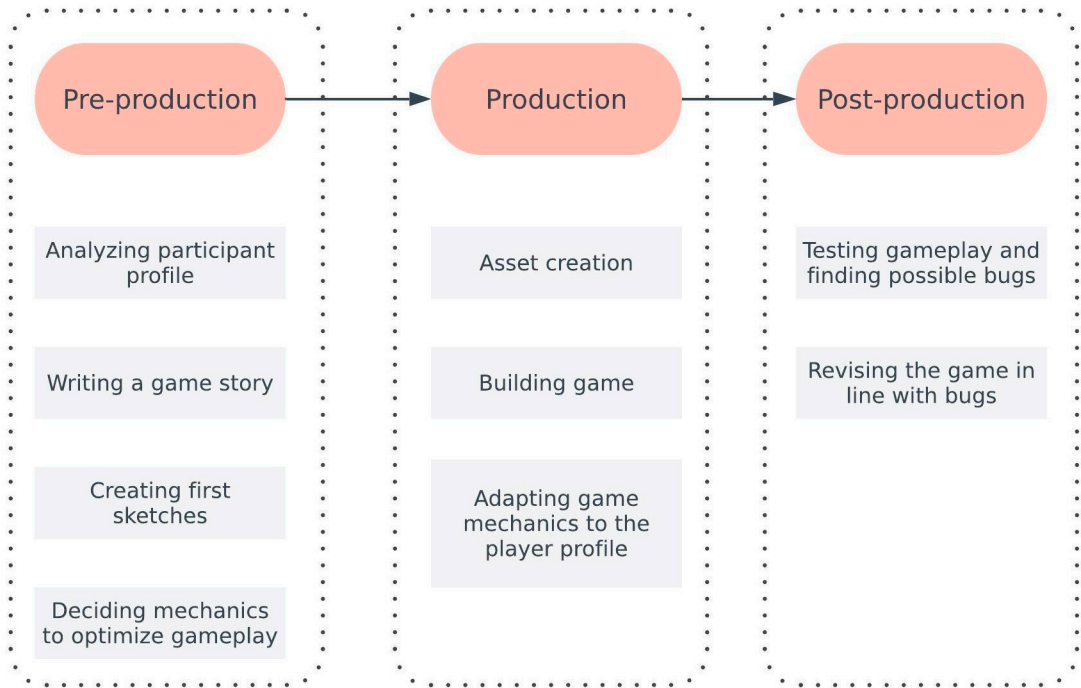 Pre-production
Analyzing participant
profile
Writing a game story
Creating first
sketches
Deciding mechanics
to optimize gameplay
Production
Asset creation
Building game
Adapting game
mechanics to the
player profile
Post-production
Testing gameplay and
finding possible bugs
Revising the game in
line with bugs